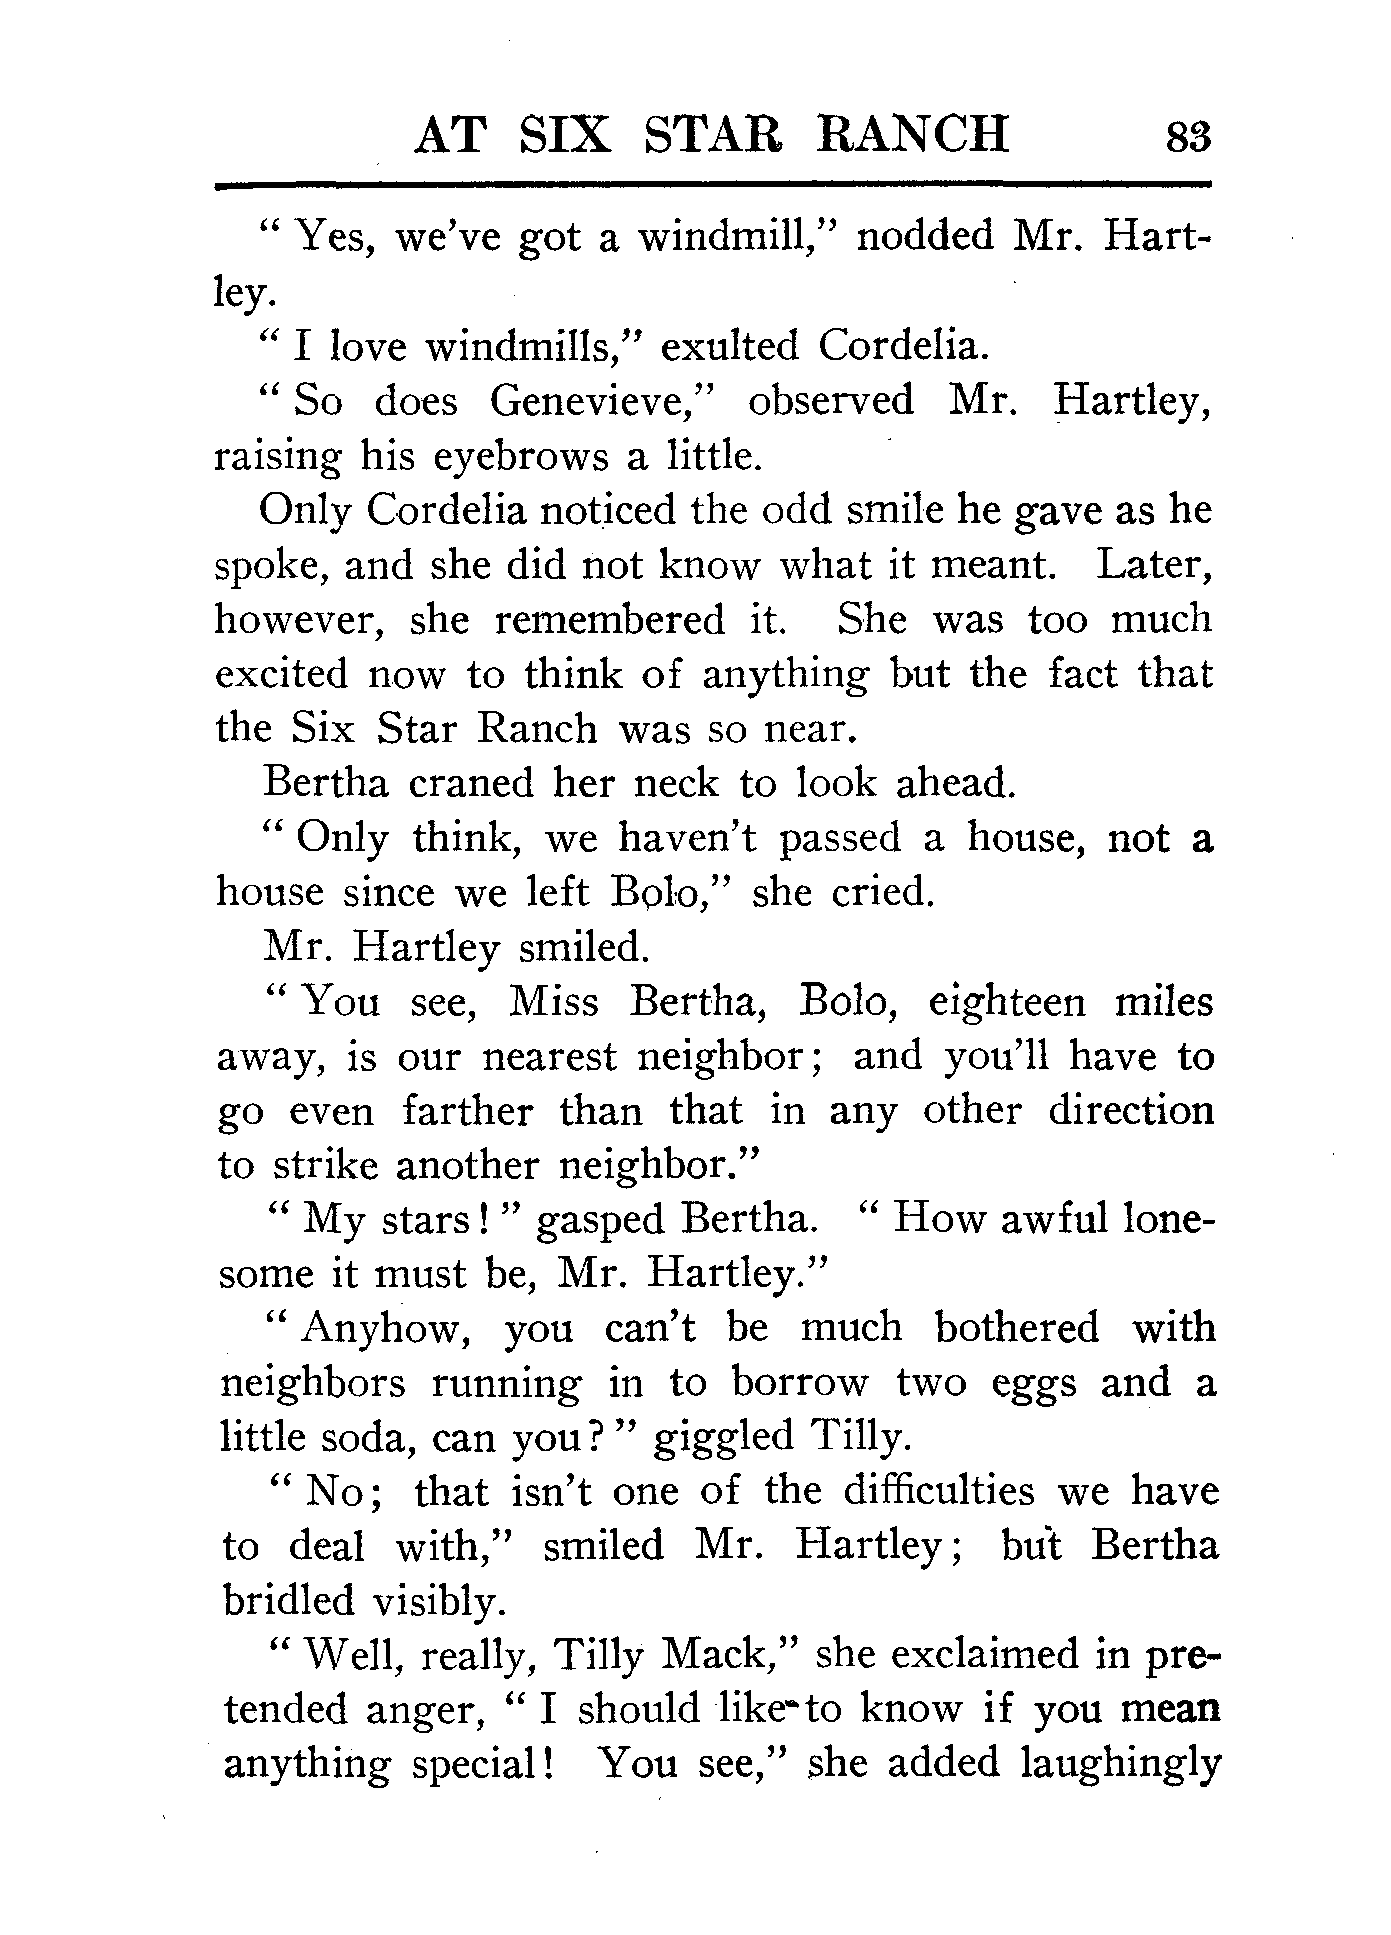 AT SIX STAR RANCH 83
“ Yes, we’ve got a windmill,” nodded Mr. Hart-
ley.
“ I love windmills,” exulted Cordelia.
“ So does Genevieve,” observed Mr. Hartley,
raising his eyebrows a little.
Only Cordelia noticed the odd smile he gave as he
spoke, and she did not know what it meant. Later,
however, she remembered it. She was too much
excited now to think of anything but the fact that
the Six Star Ranch was so near.
Bertha craned her neck to look ahead.
“ Only think, we haven’t passed a house, not a
house since we left Bolo,” she cried.
Mr. Hartley smiled.
“ You see, Miss Bertha, Bolo, eighteen miles
away, is our nearest neighbor; and you’ll have to
go even farther than that in any other direction
to strike another neighbor.”
“ My stars! ” gasped Bertha. “ How awful lone-
some it must be, Mr. Hartley.”
“ Anyhow, you can’t be much bothered with
neighbors running in to borrow two eggs and a
little soda, can you? ” giggled Tilly.
“ No; that isn’t one of the difficulties we have
to deal with,” smiled Mr. Hartley; but Bertha
bridled visibly.
“ Well, really, Tilly Mack,” she exclaimed in pre-
tended anger, “ I should like to know if you mean
anything special! You see,” she added laughingly